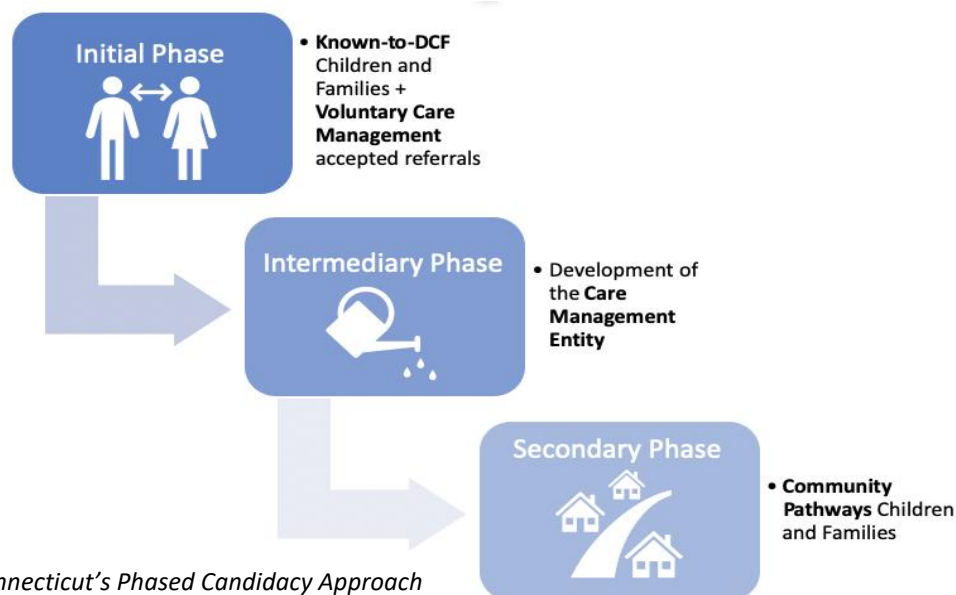 Initial Phase
• Known-to-DCF
Children and
Families +
Voluntary Care
Management
accepted referrals
Intermediary Phase
• Development of
the Care
Management
Entity
Secondary Phase
• Community
Pathways Children
and Families
nnecticut’s Phased Candidacy Approach